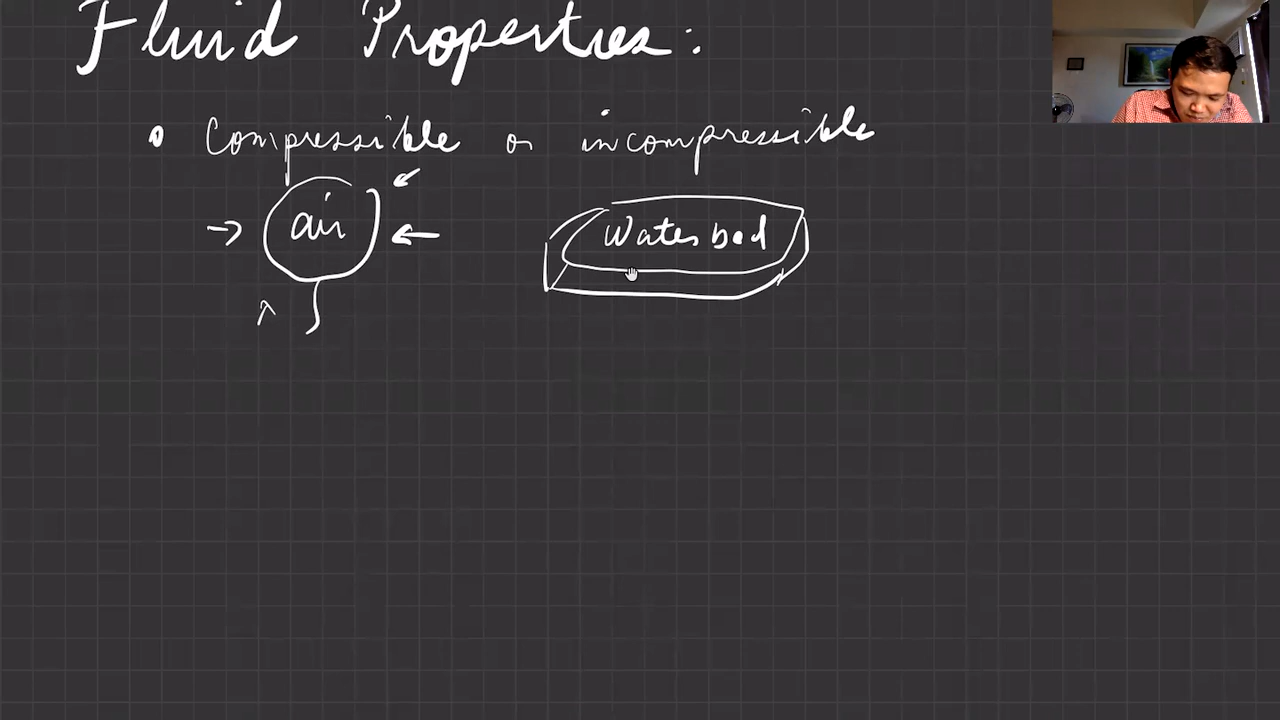 Fluid Properties:
Compressible or incompressible
air
Water bed